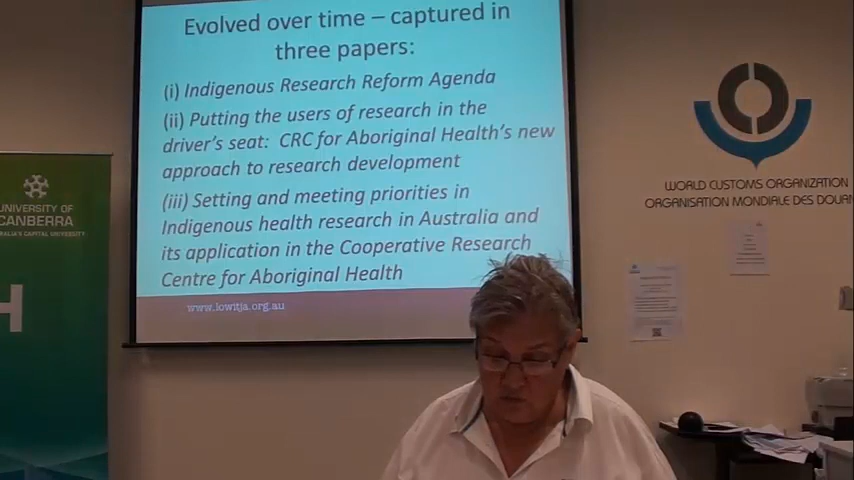 Evolved over time – captured in
three papers:
(i) Indigenous Research Reform Agenda
(ii) Putting the users of research in the
driver's seat: CRC for Aboriginal Health's new
approach to research development
(iii) Setting and meeting priorities in
Indigenous health research in Australia and
its application in the Cooperative Research
Centre for Aboriginal Health
www.lowitja.org.au
UNIVERSITY OF
CANBERRA
CAPITAL UNIVERSITY
H
WORLD CUSTOMS ORGANIZATION
ORGANISATION MONDIALE DES DOUAN